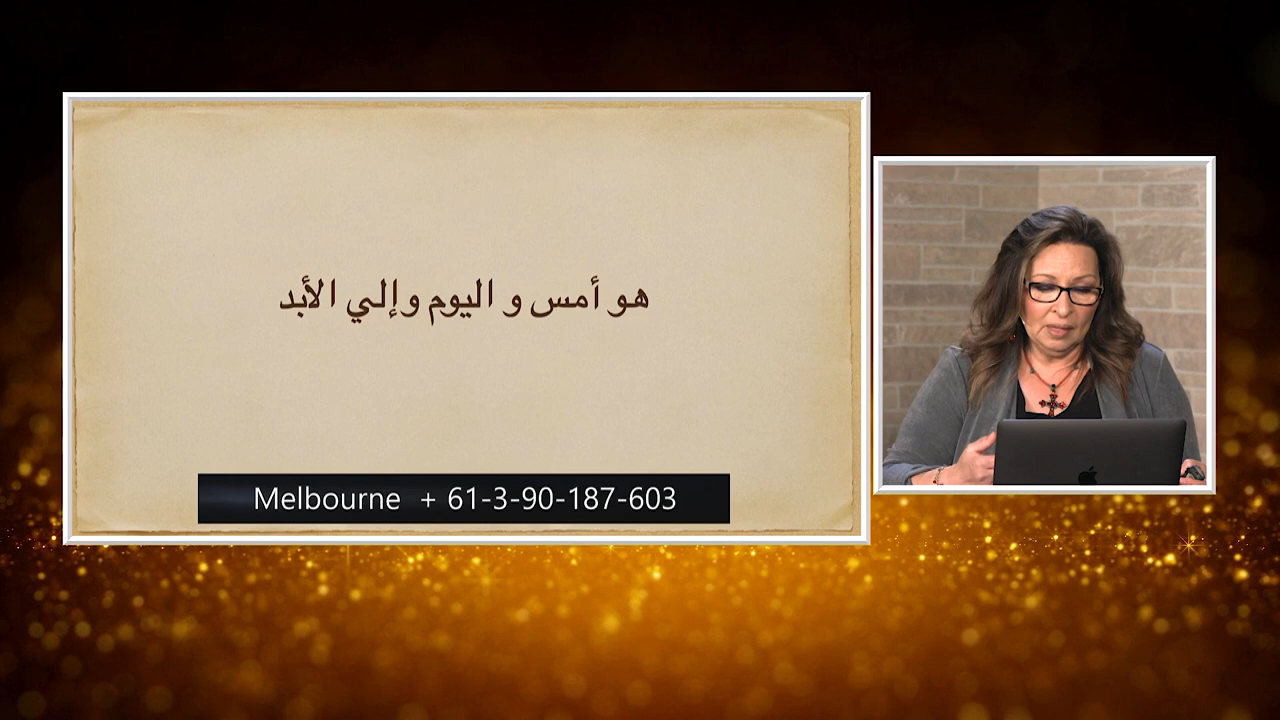 هو أمس و اليوم وإلي الأبد
Melbourne + 61-3-90-187-603